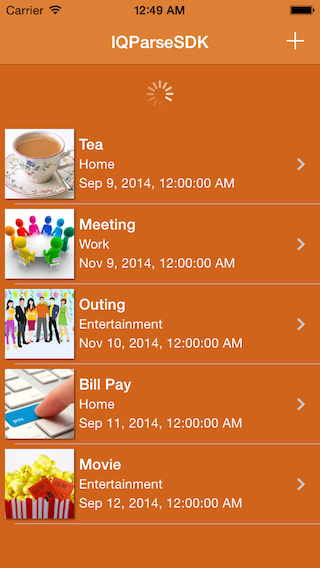 Carrier 12:49 AM
IQParseSDK
Tea
Home
Sep 9, 2014, 12:00:00 AM
Meeting
Work
Nov 9, 2014, 12:00:00 AM
Outing
Entertainment
Nov 10, 2014, 12:00:00 AM
pay
Bill Pay
Home
Sep 11, 2014, 12:00:00 AM
Movie
Entertainment
Sep 12, 2014, 12:00:00 AM